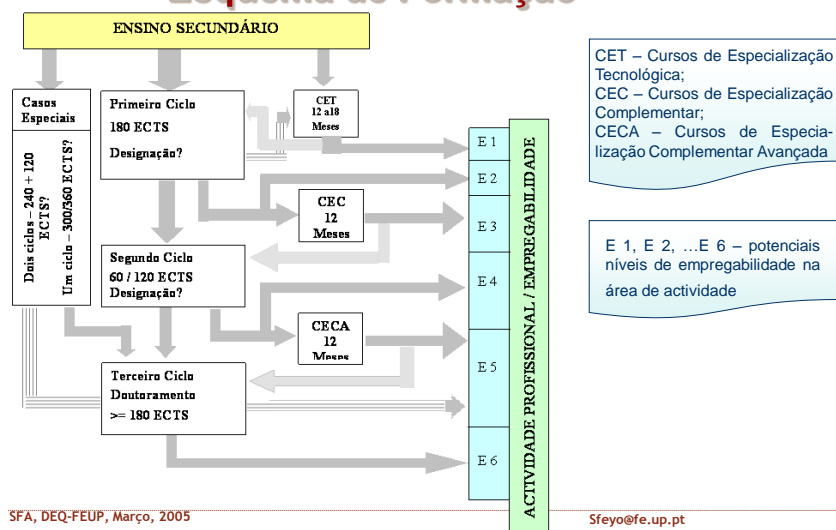 Esquema de Formação
ENSINO SECUNDÁRIO
Casos
Especiais
Dois ciclos – 240 + 120
ECTS?
Um ciclo – 300/360 ECTS?
Primeiro Ciclo
180 ECTS
Designação?
CET
12 a18
Meses
CEC
12
Meses
Segundo Ciclo
60 / 120 ECTS
Designação?
CECA
12
Meses
Terceiro Ciclo
Doutoramento
>= 180 ECTS
E 1
E 2
E 3
E 4
E 5
E 6
ACTIVIDADE PROFISSIONAL / EMPREGABILIDADE
CET – Cursos de Especialização
Tecnológica;
CEC – Cursos de Especialização
Complementar;
CECA – Cursos de Especia-
lização Complementar Avançada
E 1, E 2, ...E 6 – potenciais
níveis de empregabilidade na
área de actividade
SFA, DEQ-FEUP, Março, 2005
Sfeyo@fe.up.pt